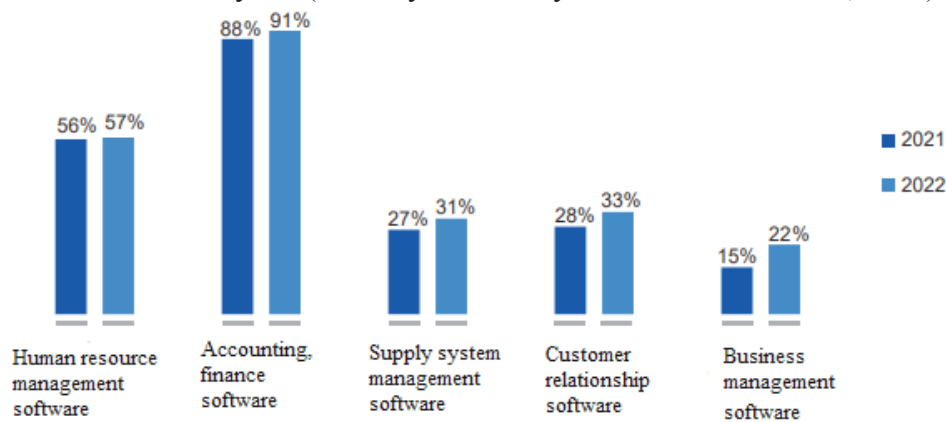 56% 57%
88% 91%
27% 31%
28% 33%
15% 22%
2021
2022
Human resource
management
software
Accounting,
finance
software
Supply system
management
software
Customer
relationship
software
Business
management
software